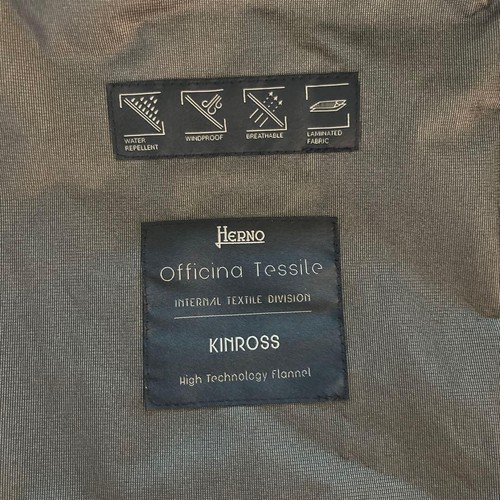 WATER
REPELLENT
WINDPROOF
BREATHABLE
LAMINATED
FABRIC
HERNO
Officina Tessile
INTERNAL TEXTILE DIVISION
KINROSS
High Technology Flannel